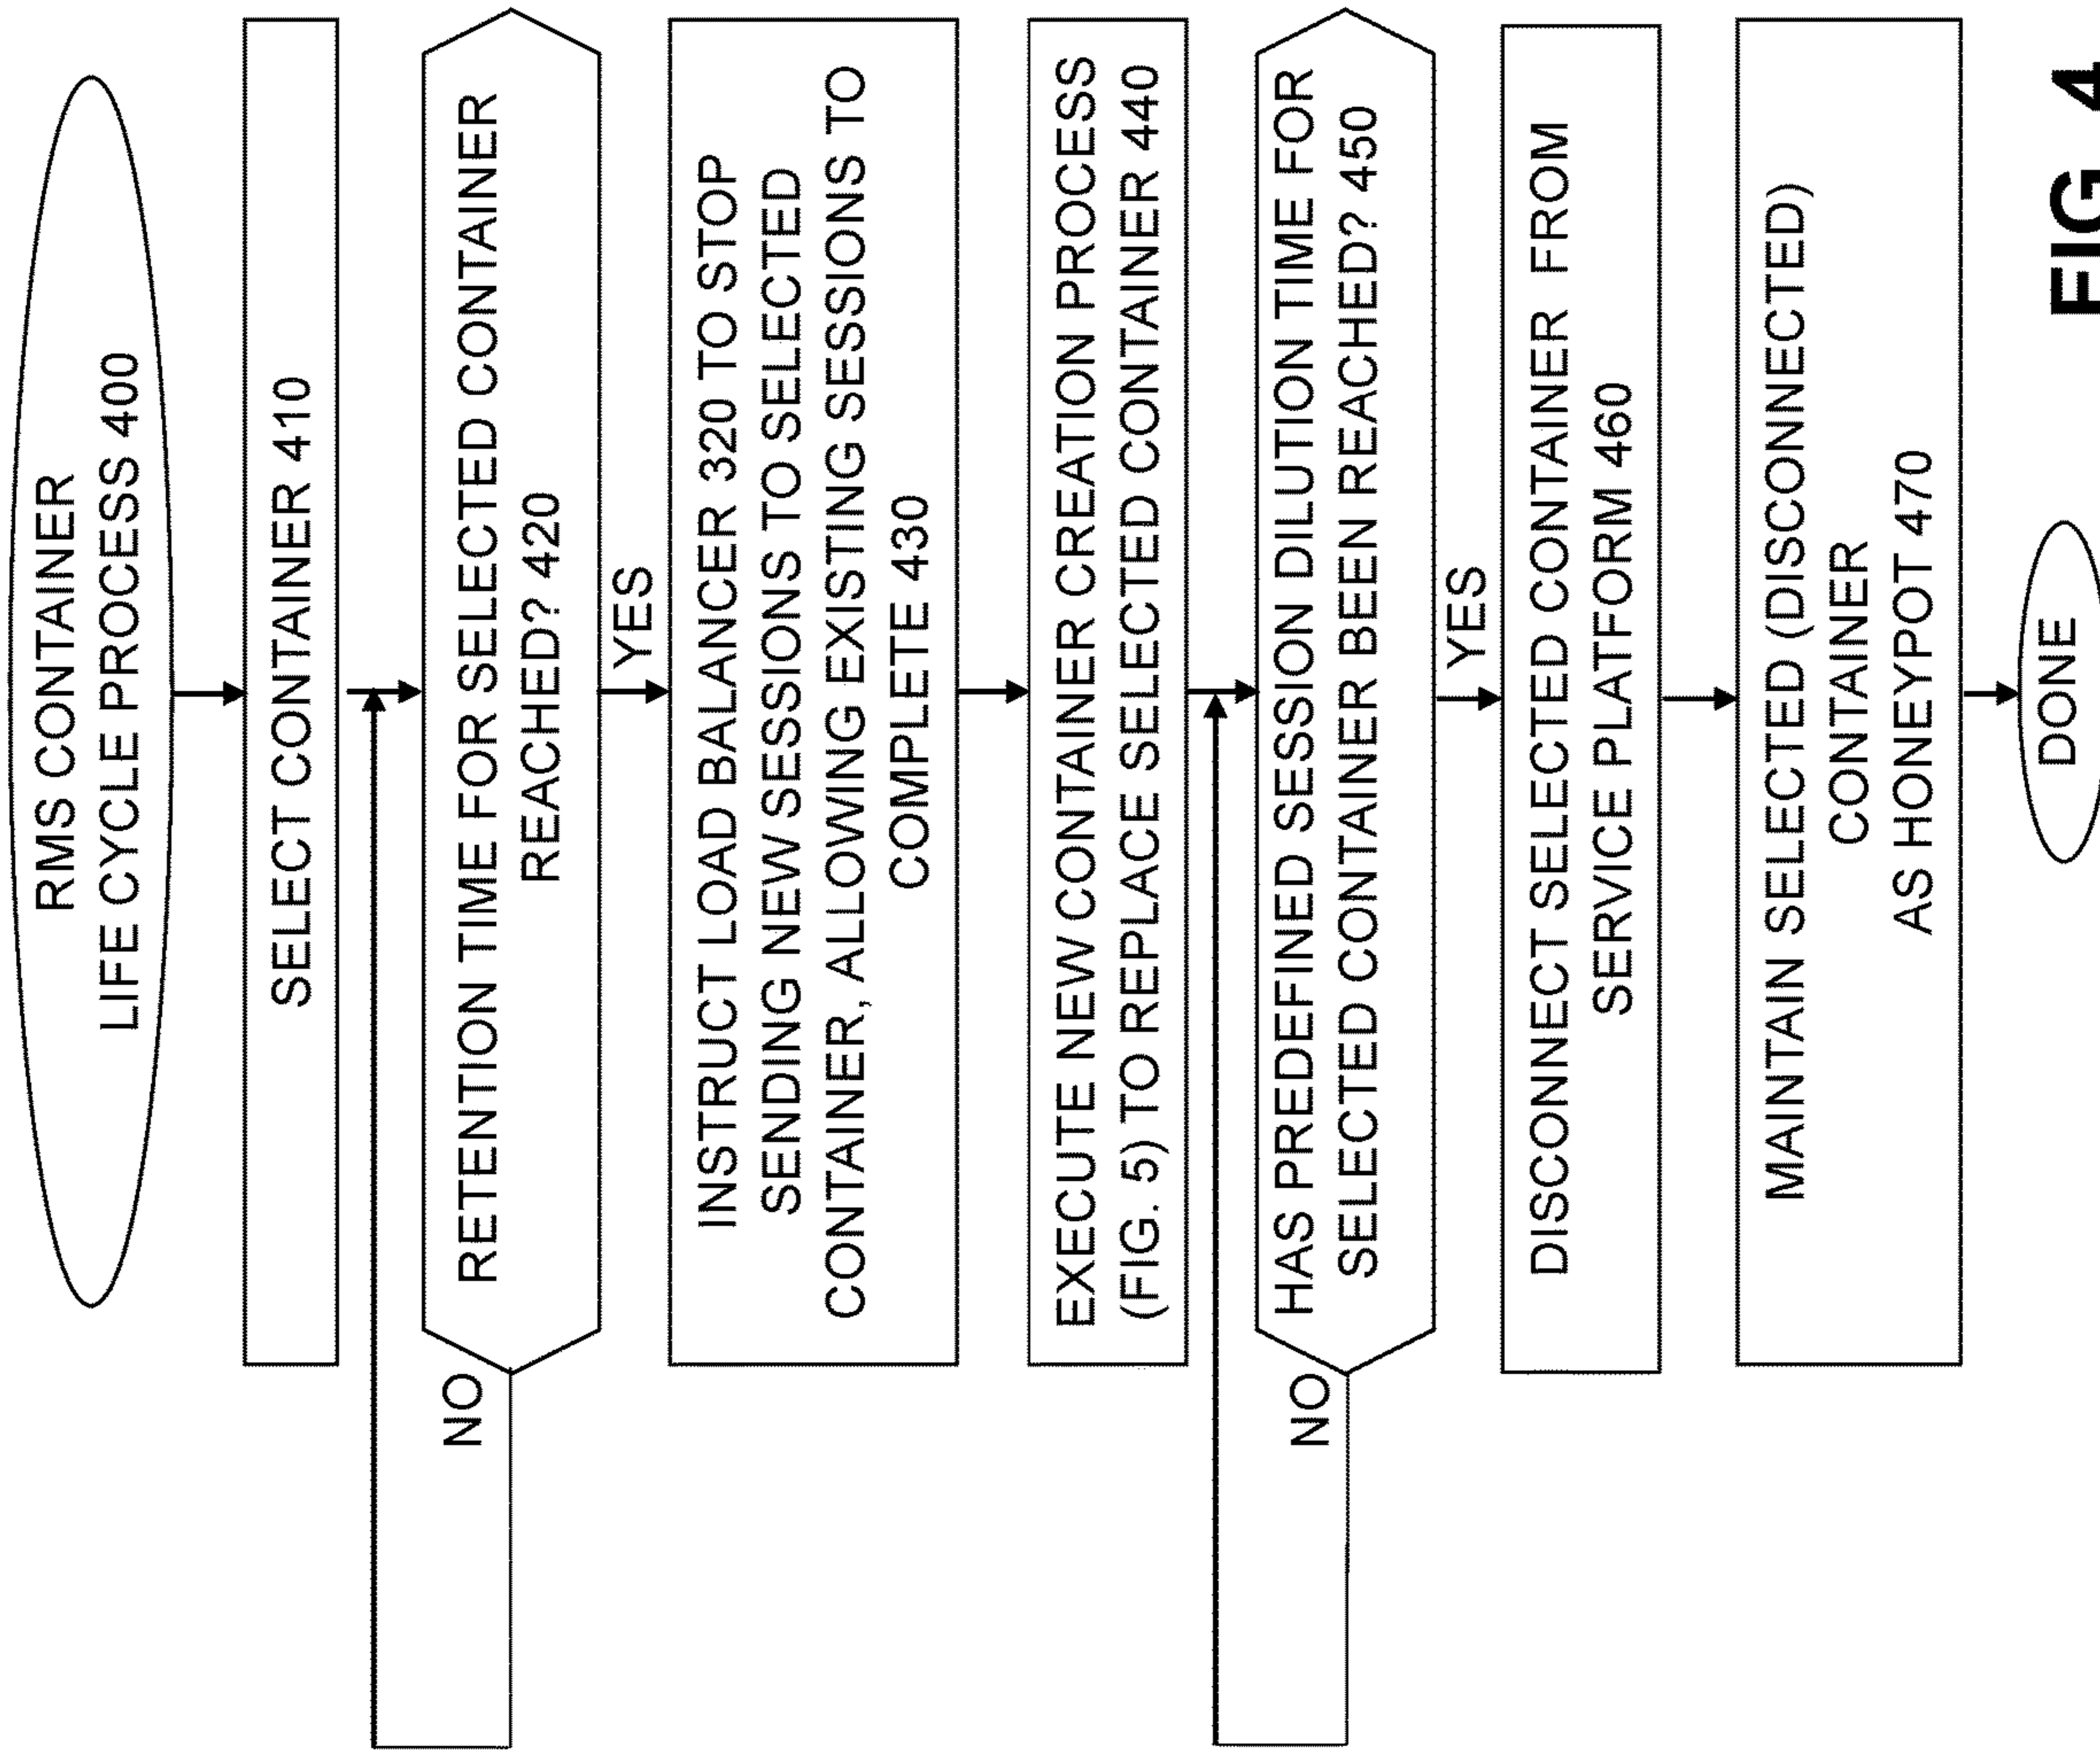 RMS CONTAINER
LIFE CYCLE PROCESS 400
SELECT CONTAINER 410
RETENTION TIME FOR SELECTED CONTAINER
REACHED? 420
NO
YES
INSTRUCT LOAD BALANCER 320 TO STOP
SENDING NEW SESSIONS TO SELECTED
CONTAINER, ALLOWING EXISTING SESSIONS TO
COMPLETE 430
EXECUTE NEW CONTAINER CREATION PROCESS
(FIG. 5) TO REPLACE SELECTED CONTAINER 440
HAS PREDEFINED SESSION DILUTION TIME FOR
SELECTED CONTAINER BEEN REACHED? 450
NO
YES
DISCONNECT SELECTED CONTAINER FROM
SERVICE PLATFORM 460
MAINTAIN SELECTED (DISCONNECTED)
CONTAINER
AS HONEYPOT 470
DONE
FIG. 4